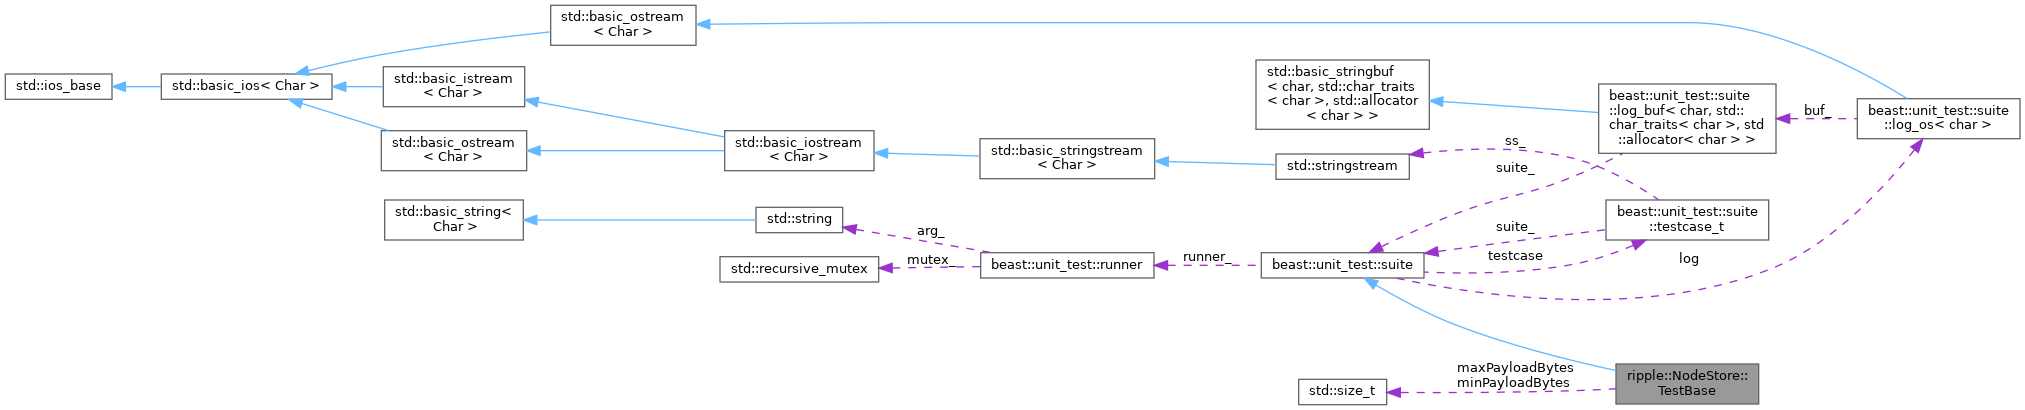 std::basic_ostream
< Char >
std::ios_base
std::basic_ios< Char >
std::basic_istream
< Char >
std::basic_ostream
< Char >
std::basic_iostream
< Char >
std::basic_stringstream
< Char >
std::stringstream
std::basic_stringbuf
< char, std::char_traits
< char >, std::allocator
< char > >
beast::unit_test::suite
::log_buf< char, std::
char_traits< char >, std
::allocator< char > >
buf_
beast::unit_test::suite
::log_os< char >
ss_
suite_
std::basic_string<
Char >
std::string
arg_
std::recursive_mutex
mutex_
beast::unit_test::runner
runner_
beast::unit_test::suite
suite_
testcase
beast::unit_test::suite
::testcase_t
log
maxPayloadBytes
minPayloadBytes
std::size_t
ripple::NodeStore::
TestBase